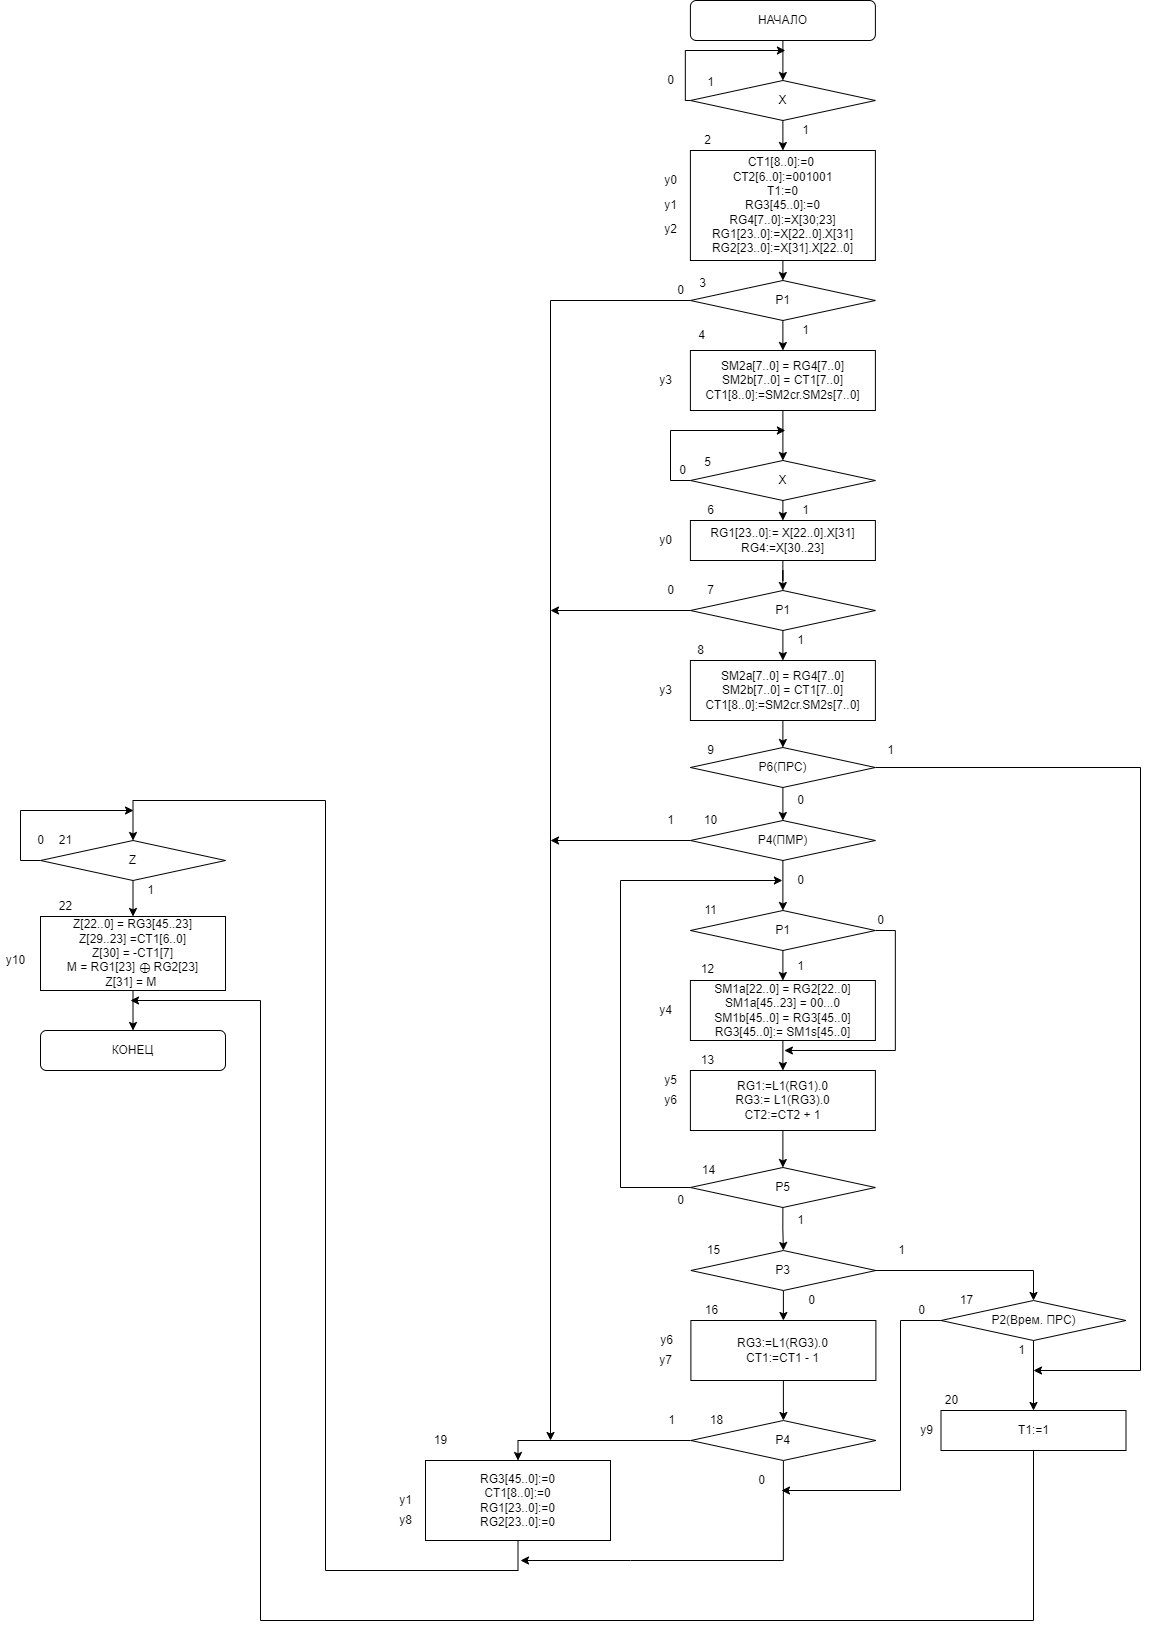 НАЧАЛО
0
1
X
1
2
CT1[8..0]:=0
CT2[6..0]:=001001
T1:=0
RG3[45..0]:=0
RG4[7..0]:=X[30;23]
RG1[23..0]:=X[22..0].X[31]
RG2[23..0]:=X[31].X[22..0]
y0
y1
y2
0
3
P1
1
4
SM2a[7..0] = RG4[7..0]
SM2b[7..0] = CT1[7..0]
CT1[8..0]:=SM2cr.SM2s[7..0]
y3
5
0
X
6
1
RG1[23..0]:= X[22..0].X[31]
RG4:=X[30..23]
y0
0
7
P1
1
8
SM2a[7..0] = RG4[7..0]
SM2b[7..0] = CT1[7..0]
CT1[8..0]:=SM2cr.SM2s[7..0]
y3
9
1
P6(ПРС)
0
1
10
P4(ПМР)
0
11
0
P1
1
12
SM1a[22..0] = RG2[22..0]
SM1a[45..23] = 00...0
SM1b[45..0] = RG3[45..0]
RG3[45..0]:= SM1s[45..0]
y4
13
RG1:=L1(RG1).0
RG3:= L1(RG3).0
CT2:=CT2 + 1
y5
y6
14
P5
0
1
15
1
P3
0
16
RG3:=L1(RG3).0
CT1:=CT1 - 1
y6
y7
17
0
P2(Врем. ПРС)
1
1
18
P4
0
20
T1:=1
y9
19
RG3[45..0]:=0
CT1[8..0]:=0
RG1[23..0]:=0
RG2[23..0]:=0
y1
y8
0
21
Z
1
22
Z[22..0] = RG3[45..23]
Z[29..23] =CT1[6..0]
Z[30] = -CT1[7]
M = RG1[23] ⊕ RG2[23]
Z[31] = M
y10
КОНЕЦ